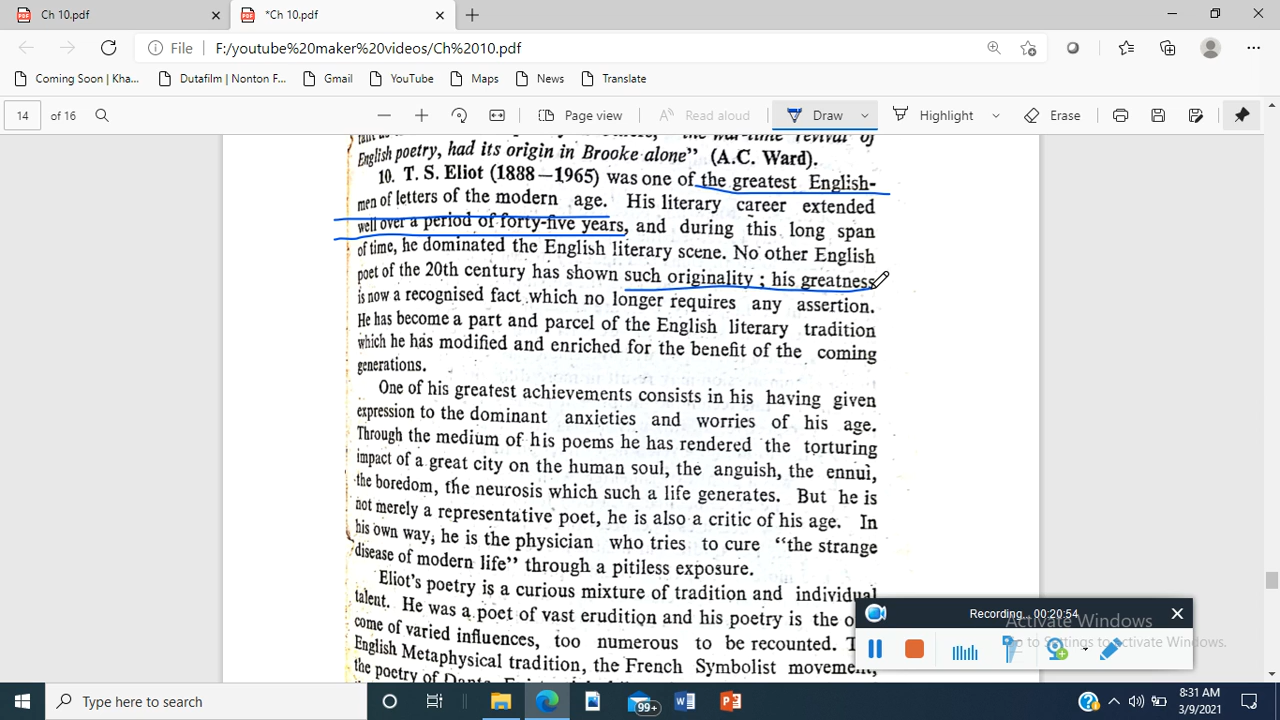 Ch 10.pdf
*Ch 10.pdf
File F:/youtube%20maker%20videos/Ch%2010.pdf
Coming Soon | Kha...
Dutafilm | Nonton F...
Gmail
YouTube
Maps
News
Translate
14 of 16
Page view
Read aloud
Draw
Highlight
Erase
the war-time revival of
English poetry, had its origin in Brooke alone" (A.C. Ward).
10. T. S. Eliot (1888—1965) was one of the greatest English-
men of letters of the modern age. His literary career extended
well over a period of forty-five years, and during this long span
of time, he dominated the English literary scene. No other English
poet of the 20th century has shown such originality ; his greatness
is now a recognised fact which no longer requires any assertion.
He has become a part and parcel of the English literary tradition
which he has modified and enriched for the benefit of the coming
generations.
One of his greatest achievements consists in his having given
expression to the dominant anxieties and worries of his age.
Through the medium of his poems he has rendered the torturing
impact of a great city on the human soul, the anguish, the ennui,
the boredom, the neurosis which such a life generates. But he is
not merely a representative poet, he is also a critic of his age. In
his own way, he is the physician who tries to cure "the strange
disease of modern life" through a pitiless exposure.
Eliot's poetry is a curious mixture of tradition and individual
talent. He was a poet of vast erudition and his poetry is the
come of varied influences, too numerous to be recounted.
English Metaphysical tradition, the French Symbolist movement,
the poetry of
Recording... 00:20:54
Activate Windows
Go to Settings to activate Windows.
Type here to search
99+
8:31 AM
3/9/2021